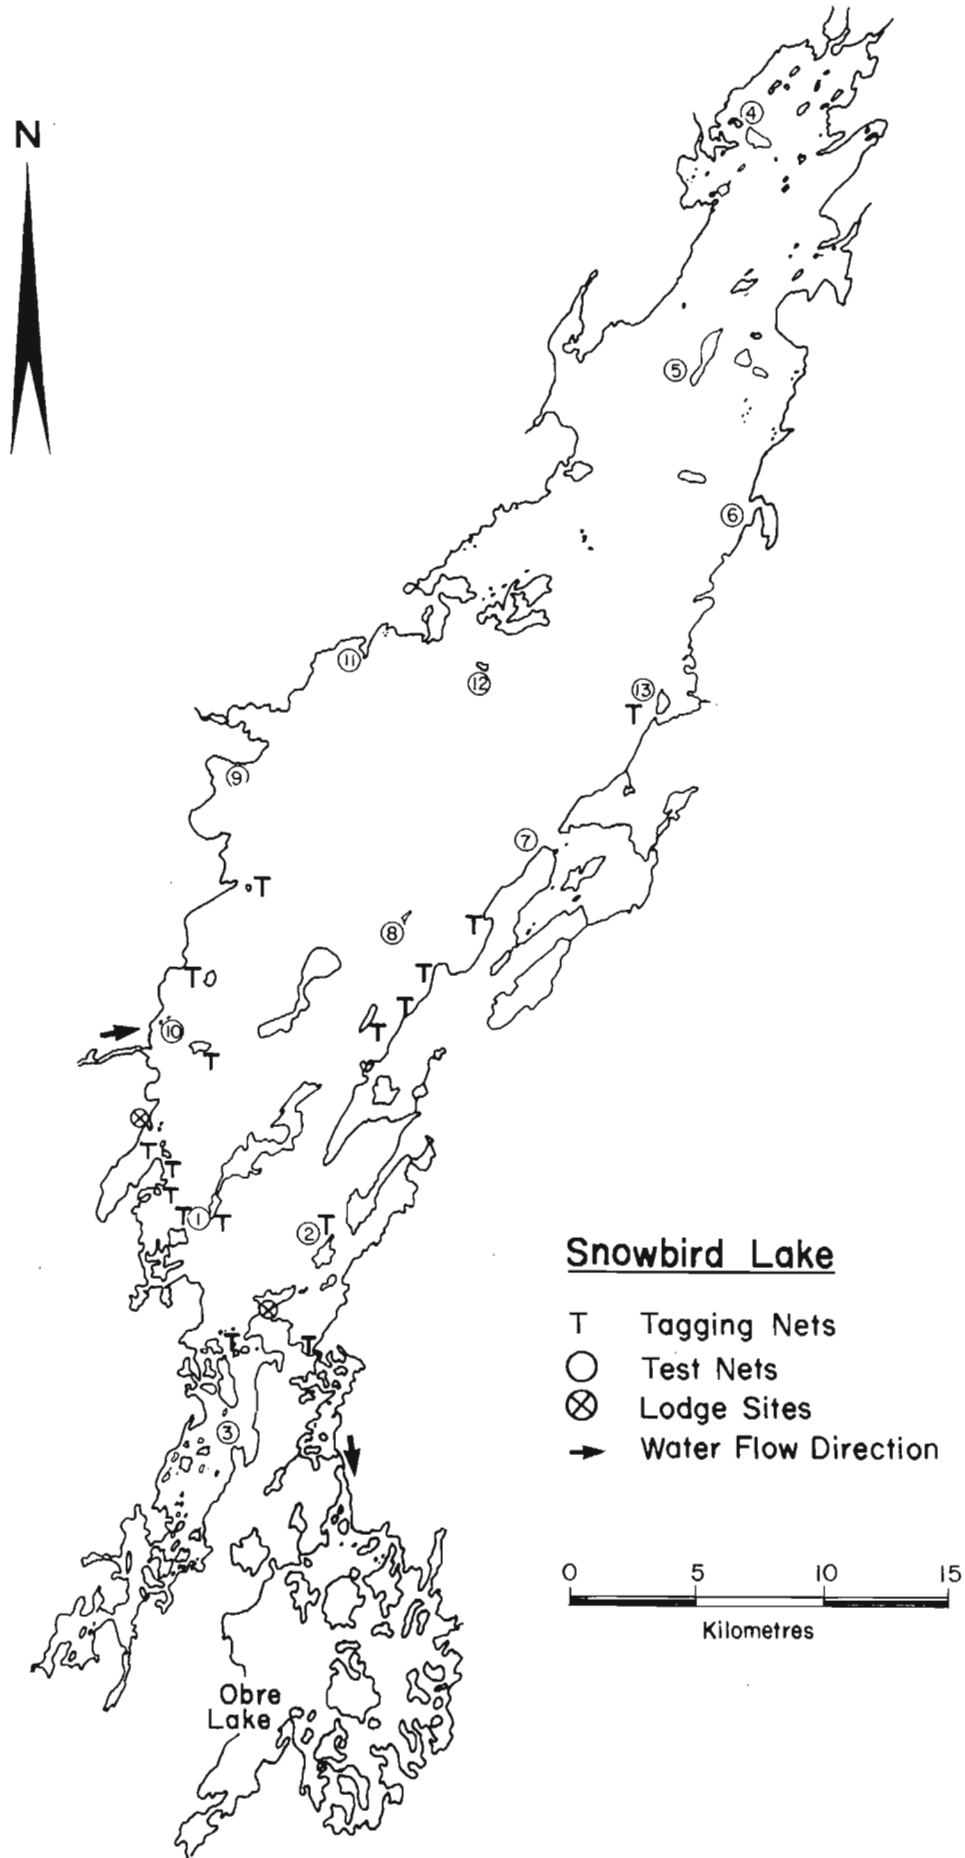 N
4
5
6
11
12
13
T
9
7
T
8
T
T
T
T
10
T
T
T
T
T
T
1
T
2
T
T
T
3
Obre
Lake
Snowbird Lake
T Tagging Nets
Test Nets
Lodge Sites
Water Flow Direction
0 5 10 15
Kilometres